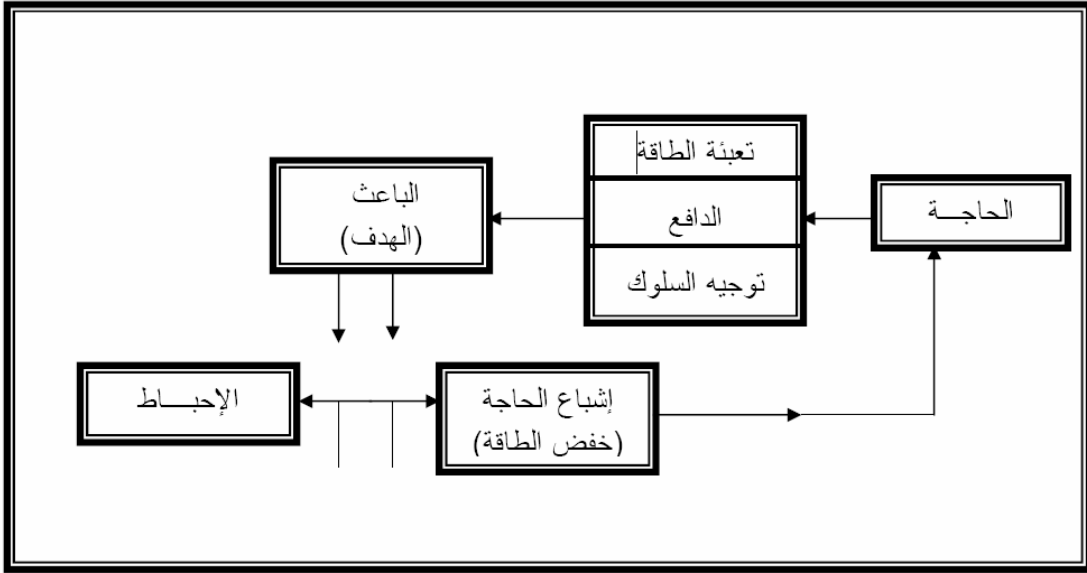 الحاجـــة
تعبئة الطاقة
الدافع
توجيه السلوك
الباعث
(الهدف)
إشباع الحاجة
(خفض الطاقة)
الإحبـــاط